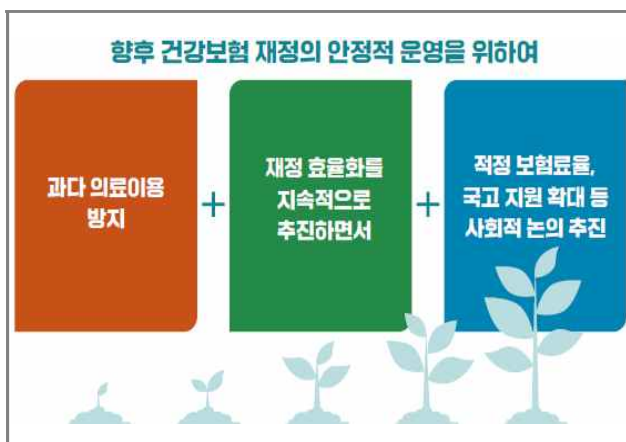 향후 건강보험 재정의 안정적 운영을 위하여
과다 의료이용
방지
+
재정 효율화를
지속적으로
추진하면서
+
적정 보험료율,
국고 지원 확대 등
사회적 논의 추진